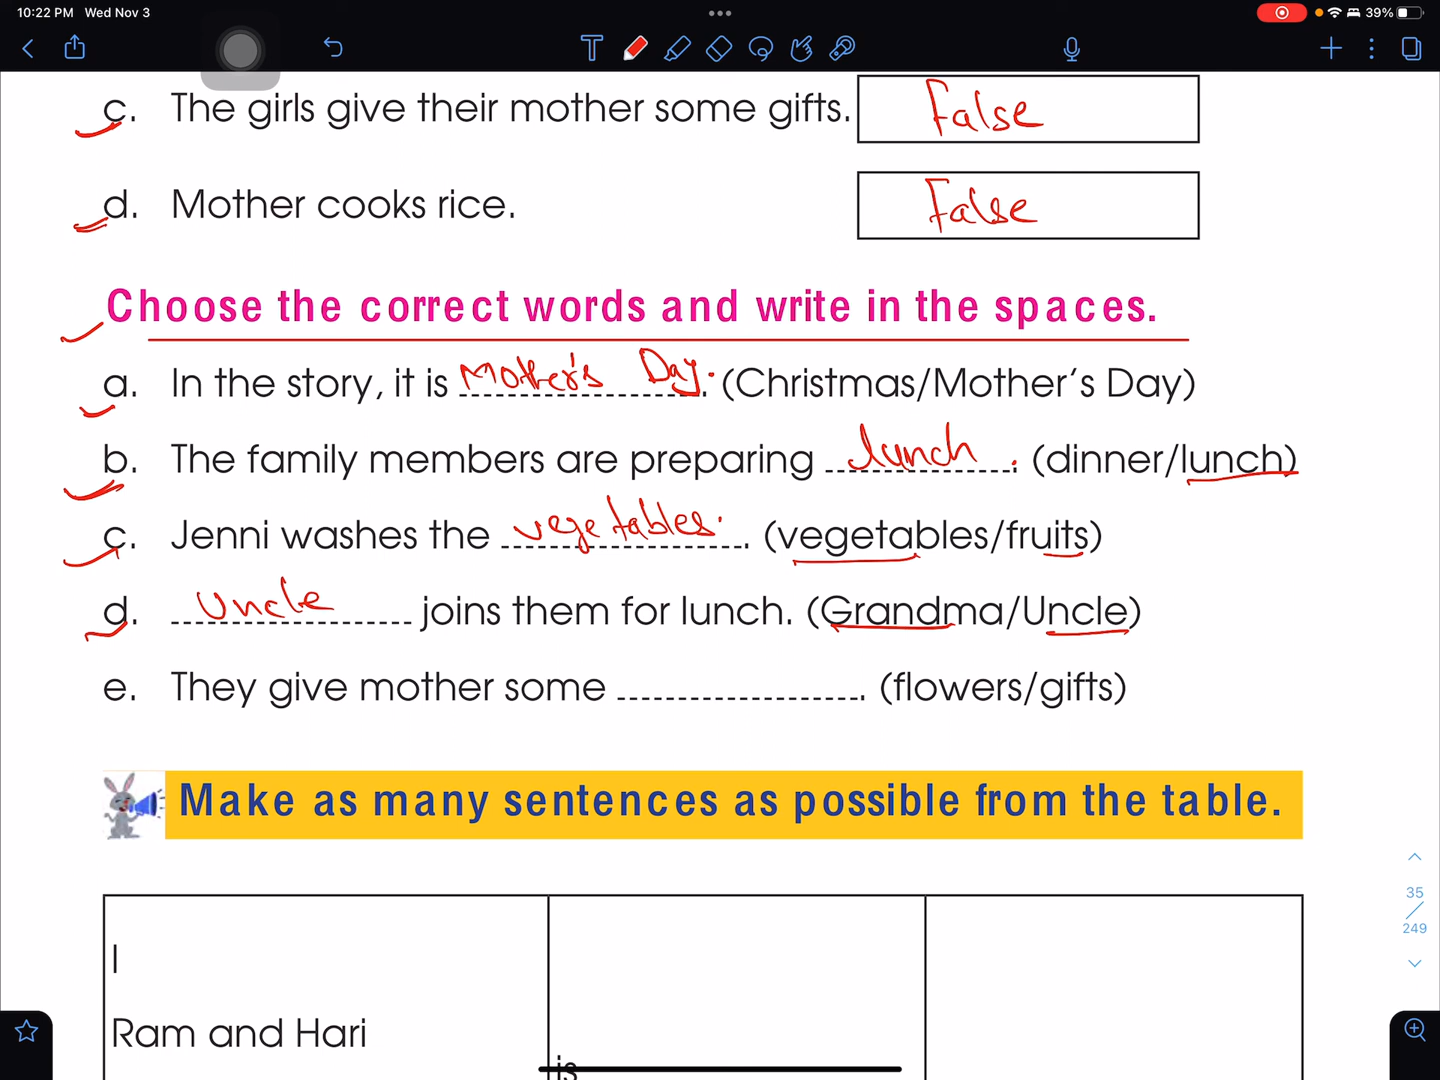 10:22 PM Wed Nov 3
39%
c. The girls give their mother some gifts. False
d. Mother cooks rice. False
Choose the correct words and write in the spaces.
a. In the story, it is Mother's Day. (Christmas/Mother's Day)
b. The family members are preparing lunch. (dinner/lunch)
c. Jenni washes the vegetables. (vegetables/fruits)
d. Uncle joins them for lunch. (Grandma/Uncle)
e. They give mother some .................... (flowers/gifts)
Make as many sentences as possible from the table.
35
249
I
Ram and Hari
is